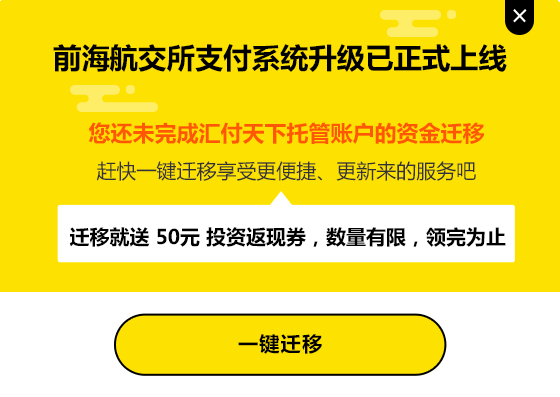 前海航交所支付系统升级已正式上线
您还未完成汇付天下托管账户的资金迁移
赶快一键迁移享受更便捷、更新来的服务吧
迁移就送 50元 投资返现券，数量有限，领完为止
一键迁移